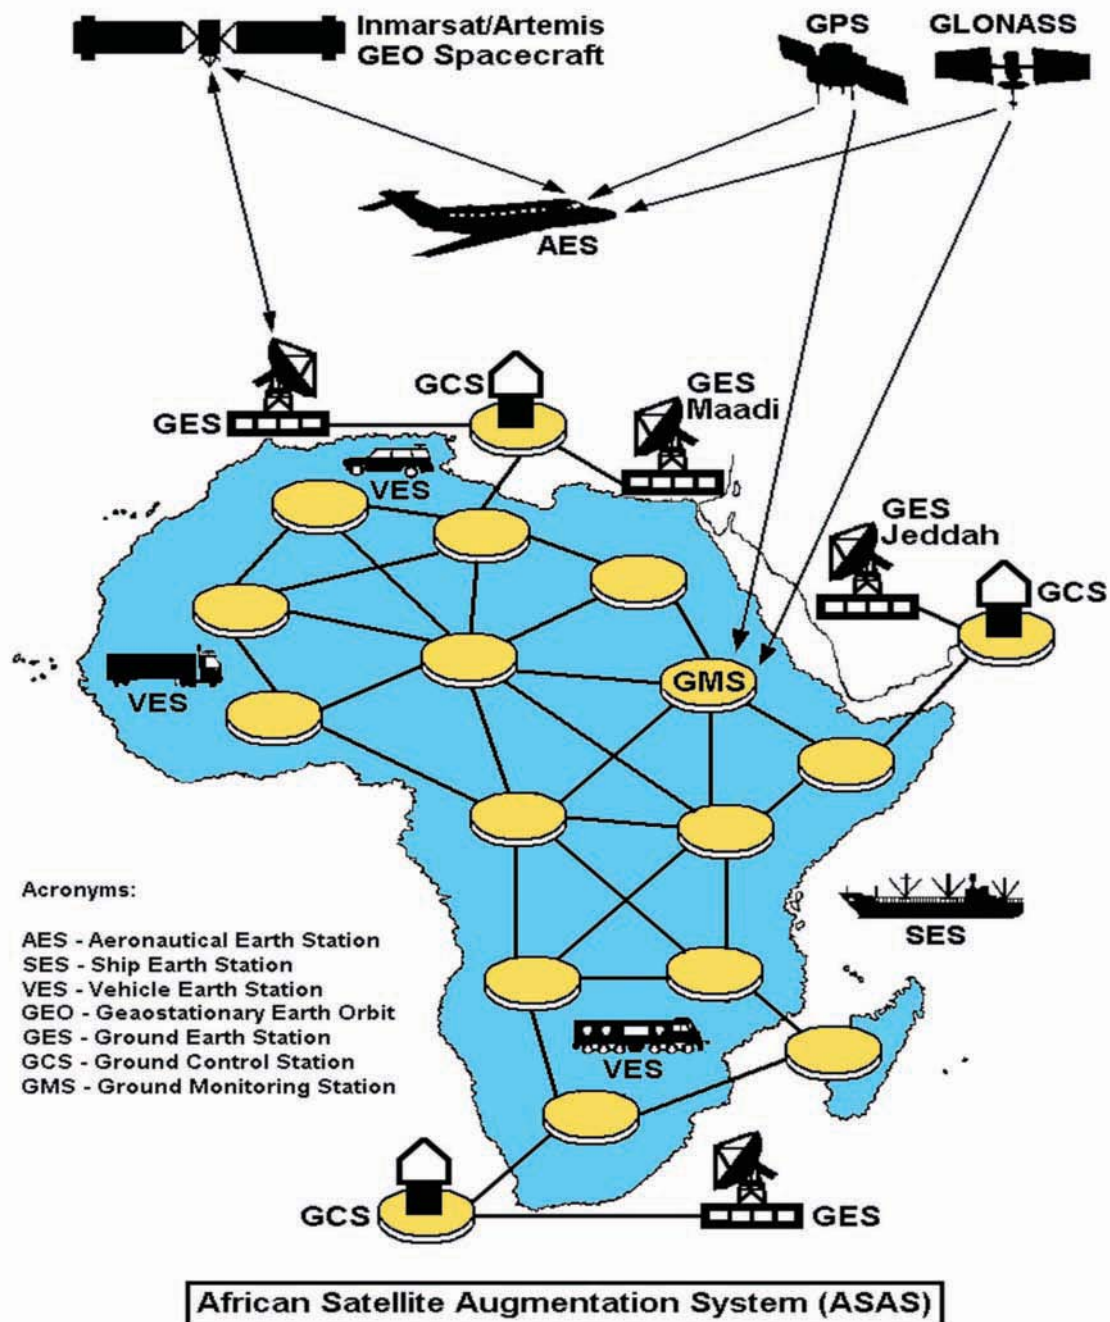 Inmarsat/Artemis
GEO Spacecraft
GPS
GLONASS
AES
GCS
GES
Maadi
GES
VES
GES
Jeddah
GCS
GMS
VES
Acronyms:
AES - Aeronautical Earth Station
SES - Ship Earth Station
VES - Vehicle Earth Station
GEO - Geaostationary Earth Orbit
GES - Ground Earth Station
GCS - Ground Control Station
GMS - Ground Monitoring Station
SES
VES
GCS
GES
African Satellite Augmentation System (ASAS)